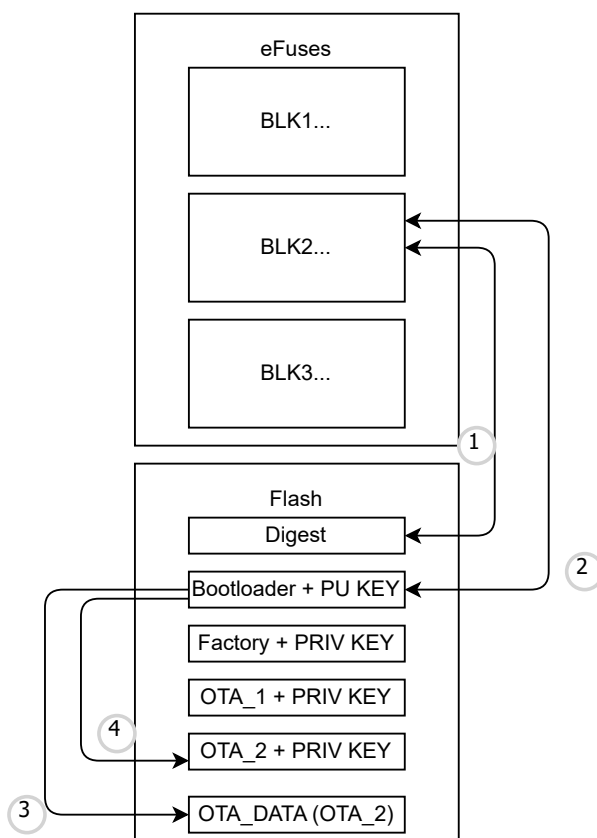 eFuses
BLK1...
BLK2...
BLK3...
1
Flash
Digest
2
Bootloader + PU KEY
Factory + PRIV KEY
OTA_1 + PRIV KEY
4
OTA_2 + PRIV KEY
3
OTA_DATA (OTA_2)